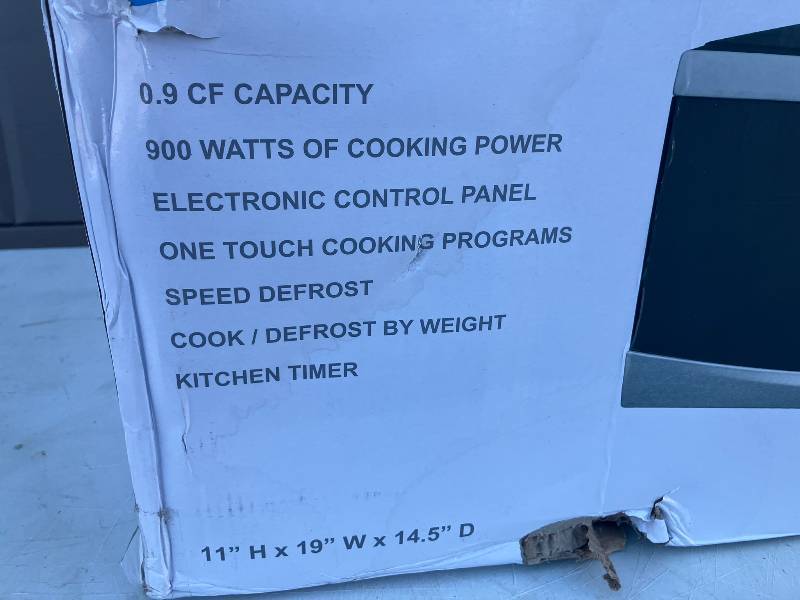 0.9 CF CAPACITY
900 WATTS OF COOKING POWER
ELECTRONIC CONTROL PANEL
ONE TOUCH COOKING PROGRAMS
SPEED DEFROST
COOK / DEFROST BY WEIGHT
KITCHEN TIMER
11” H x 19” W x 14.5” D